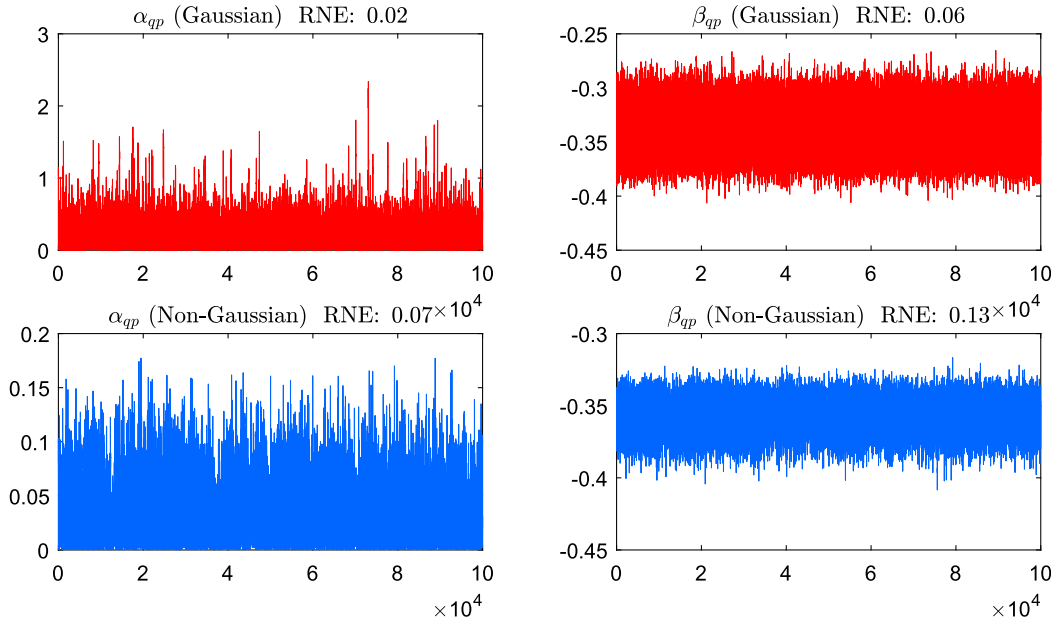 α_qp (Gaussian) RNE: 0.02
3
2
1
0
0 2 4 6 8 10
×10^4
β_qp (Gaussian) RNE: 0.06
-0.25
-0.3
-0.35
-0.4
-0.45
0 2 4 6 8 10
×10^4
α_qp (Non-Gaussian) RNE: 0.07
0.2
0.15
0.1
0.05
0
0 2 4 6 8 10
×10^4
β_qp (Non-Gaussian) RNE: 0.13
-0.3
-0.35
-0.4
-0.45
0 2 4 6 8 10
×10^4